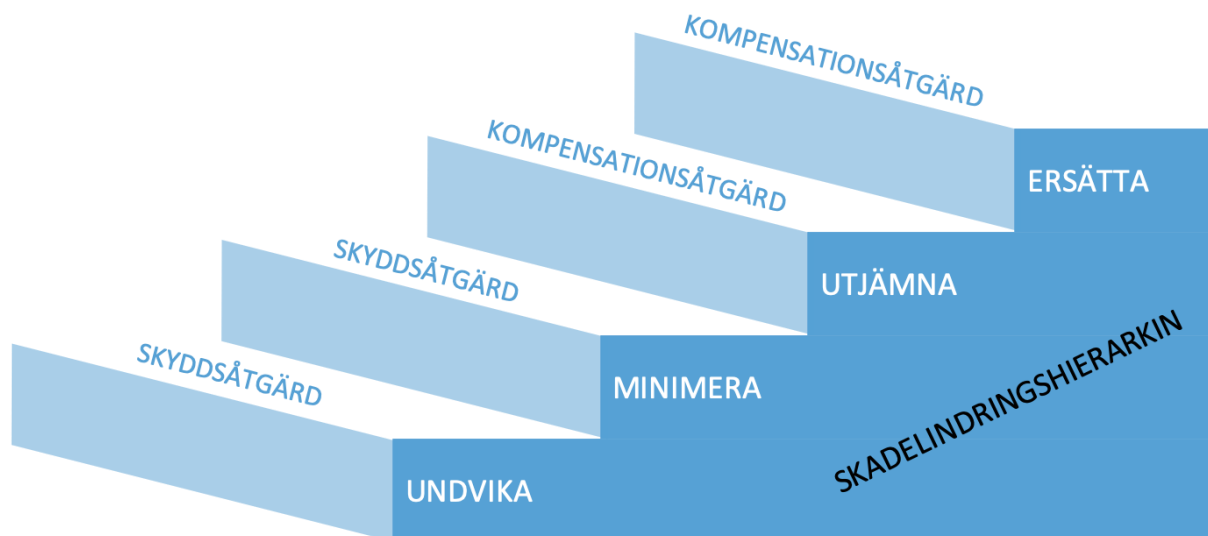 KOMPENSATIONSÅTGÄRD
ERSÄTTA
KOMPENSATIONSÅTGÄRD
UTJÄMNA
SKYDDSÅTGÄRD
MINIMERA
SKYDDSÅTGÄRD
UNDVIKA
SKADELINDRINGSHIERARKIN